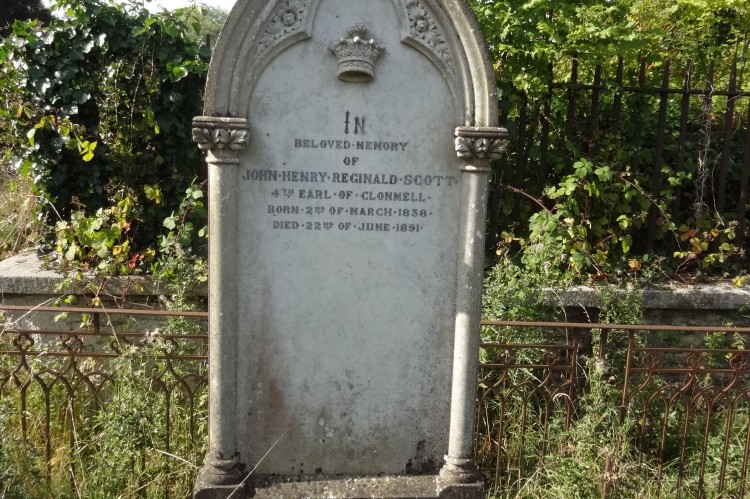 IN
BELOVED·MEMORY
OF
JOHN·HENRY·REGINALD·SCOTT·
4TH EARL·OF·CLONMELL
BORN·2ND OF·MARCH·1838·
DIED·22ND OF·JUNE·1891·